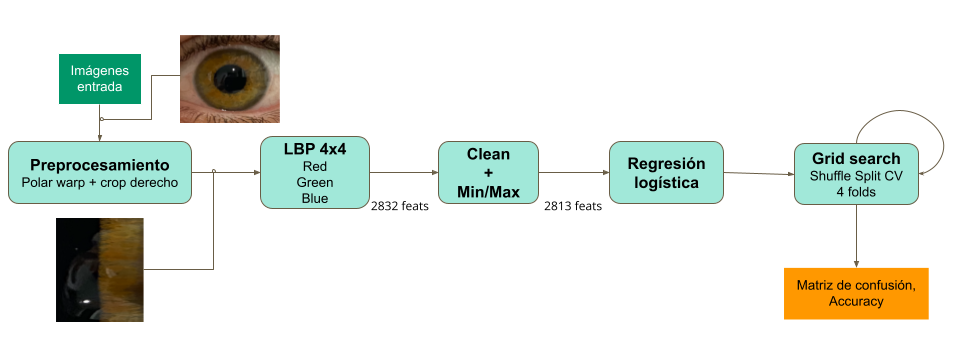 Imágenes
entrada
Preprocesamiento
Polar warp + crop derecho
LBP 4x4
Red
Green
Blue
2832 feats
Clean
+
Min/Max
2813 feats
Regresión
logística
Grid search
Shuffle Split CV
4 folds
Matriz de confusión,
Accuracy